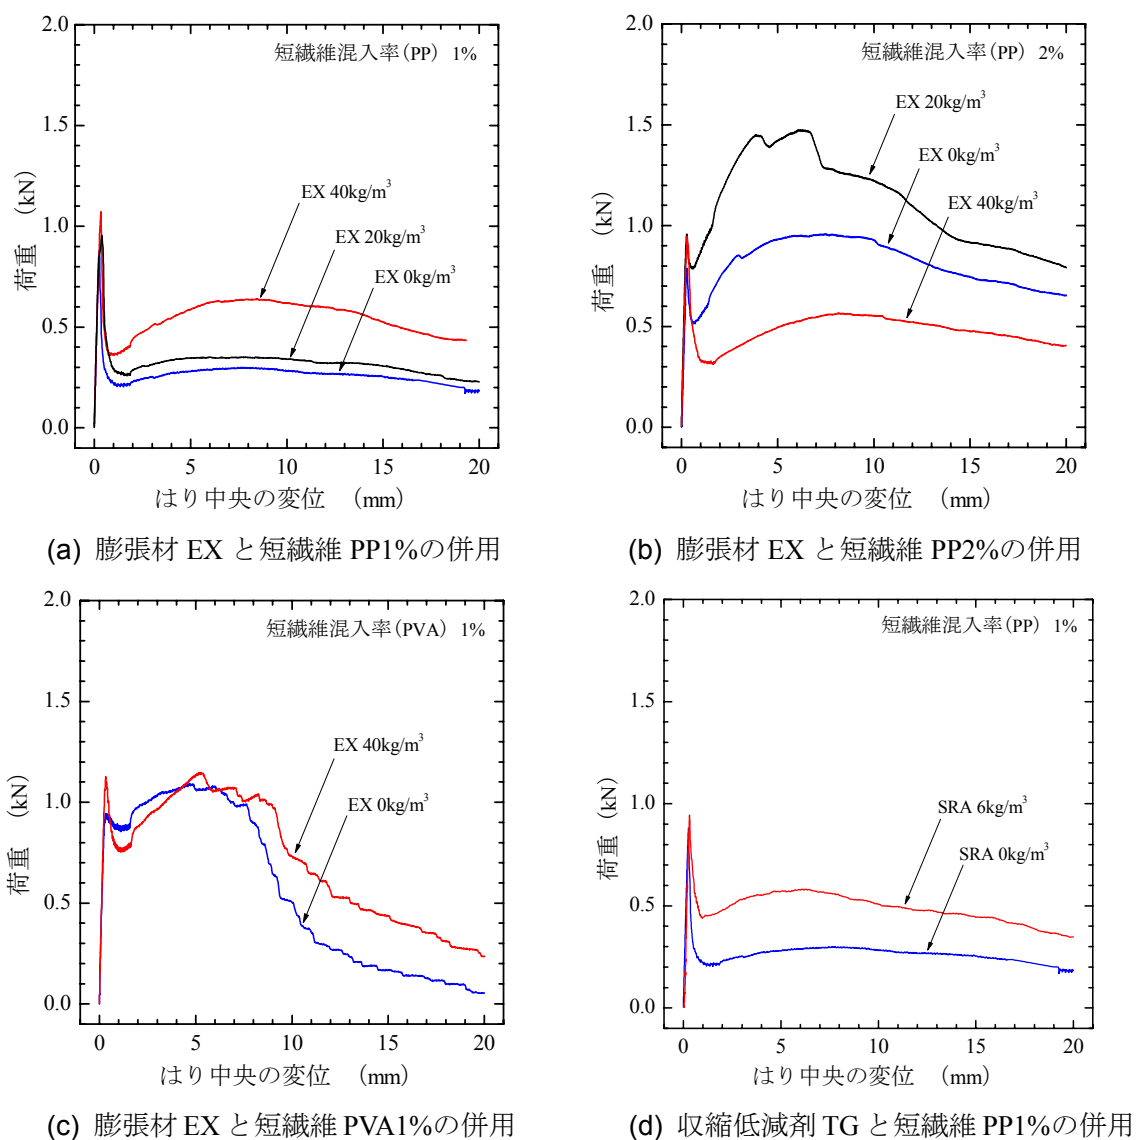 2.0
短繊維混入率(PP) 1%
1.5
荷重 (kN)
EX 40kg/m³
1.0
EX 20kg/m³
EX 0kg/m³
0.5
0.0
0 5 10 15 20
はり中央の変位 (mm)
(a) 膨張材 EX と短繊維 PP1%の併用
2.0
短繊維混入率(PP) 2%
EX 20kg/m³
1.5
荷重 (kN)
EX 0kg/m³
EX 40kg/m³
1.0
0.5
0.0
0 5 10 15 20
はり中央の変位 (mm)
(b) 膨張材 EX と短繊維 PP2%の併用
2.0
短繊維混入率(PVA) 1%
1.5
荷重 (kN)
EX 40kg/m³
1.0
EX 0kg/m³
0.5
0.0
0 5 10 15 20
はり中央の変位 (mm)
(c) 膨張材 EX と短繊維 PVA1%の併用
2.0
短繊維混入率(PP) 1%
1.5
荷重 (kN)
1.0
SRA 6kg/m³
SRA 0kg/m³
0.5
0.0
0 5 10 15 20
はり中央の変位 (mm)
(d) 収縮低減剤 TG と短繊維 PP1%の併用